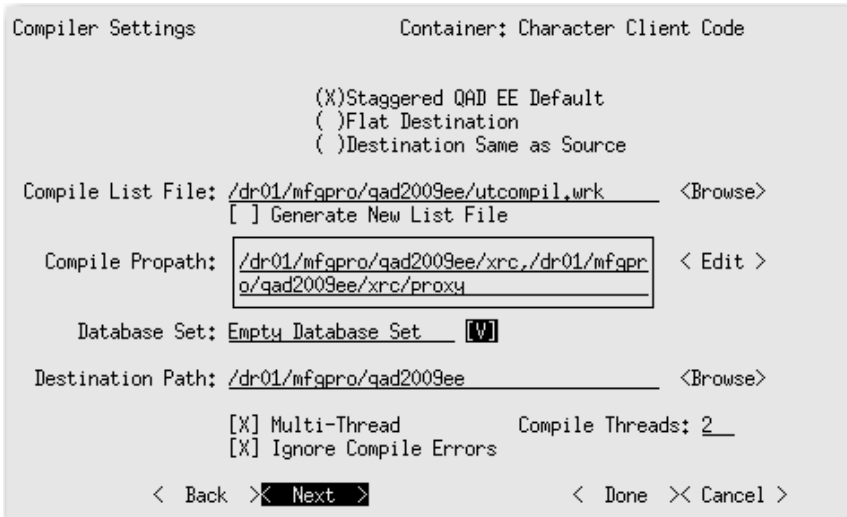 Compiler Settings Container: Character Client Code
(X)Staggered QAD EE Default
( )Flat Destination
( )Destination Same as Source
Compile List File: /dr01/mfgpro/qad2009ee/utcompil.wrk <Browse>
[ ] Generate New List File
Compile Propath: /dr01/mfgpro/qad2009ee/xrc,/dr01/mfgpr < Edit >
o/qad2009ee/xrc/proxy
Database Set: Empty Database Set [V]
Destination Path: /dr01/mfgpro/qad2009ee <Browse>
[X] Multi-Thread Compile Threads: 2
[X] Ignore Compile Errors
< Back >< Next > < Done >< Cancel >